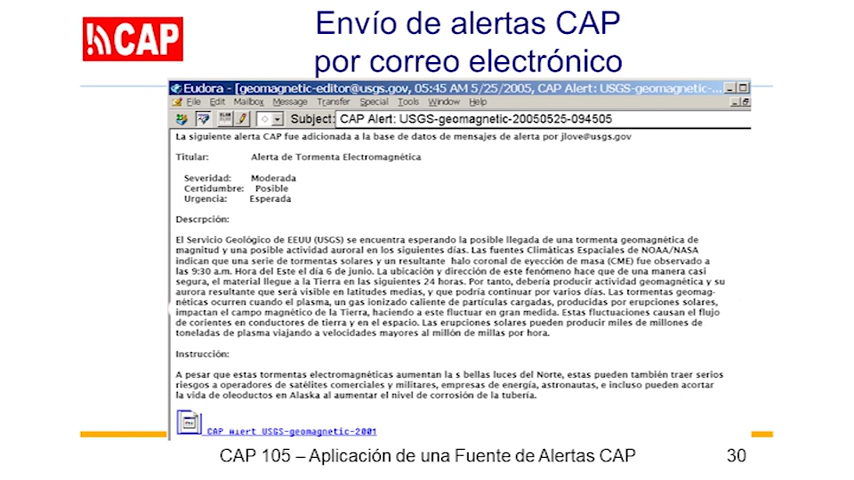 CAP
Envío de alertas CAP
por correo electrónico
Eudora - [geomagnetic-editor@usgs.gov, 05:45 AM 5/25/2005, CAP Alert: USGS-geomagnetic-...
File Edit Mailbox Message Transfer Special Tools Window Help
Subject: CAP Alert: USGS-geomagnetic-20050525-094505
La siguiente alerta CAP fue adicionada a la base de datos de mensajes de alerta por jlove@usgs.gov
Titular: Alerta de Tormenta Electromagnética
Severidad: Moderada
Certidumbre: Posible
Urgencia: Esperada
Descrpción:
El Servicio Geológico de EEUU (USGS) se encuentra esperando la posible llegada de una tormenta geomagnética de
magnitud y una posible actividad auroral en los siguientes días. Las fuentes Climáticas Espaciales de NOAA/NASA
indican que una serie de tormentas solares y un resultante halo coronal de eyección de masa (CME) fue observado a
las 9:30 a.m. Hora del Este el día 6 de junio. La ubicación y dirección de este fenómeno hace que de una manera casi
segura, el material llegue a la Tierra en las siguientes 24 horas. Por tanto, debería producir actividad geomagnética y su
aurora resultante que será visible en latitudes medias, y que podría continuar por varios días. Las tormentas geomag-
néticas ocurren cuando el plasma, un gas ionizado caliente de partículas cargadas, producidas por erupciones solares,
impactan el campo magnético de la Tierra, haciendo a este fluctuar en gran medida. Estas fluctuaciones causan el flujo
de corientes en conductores de tierra y en el espacio. Las erupciones solares pueden producir miles de millones de
toneladas de plasma viajando a velocidades mayores al millón de millas por hora.
Instrucción:
A pesar que estas tormentas electromagnéticas aumentan la s bellas luces del Norte, estas pueden también traer serios
riesgos a operadores de satélites comerciales y militares, empresas de energía, astronautas, e incluso pueden acortar
la vida de oleoductos en Alaska al aumentar el nivel de corrosión de la tubería.
CAP Alert USGS-geomagnetic-2001
CAP 105 – Aplicación de una Fuente de Alertas CAP 30